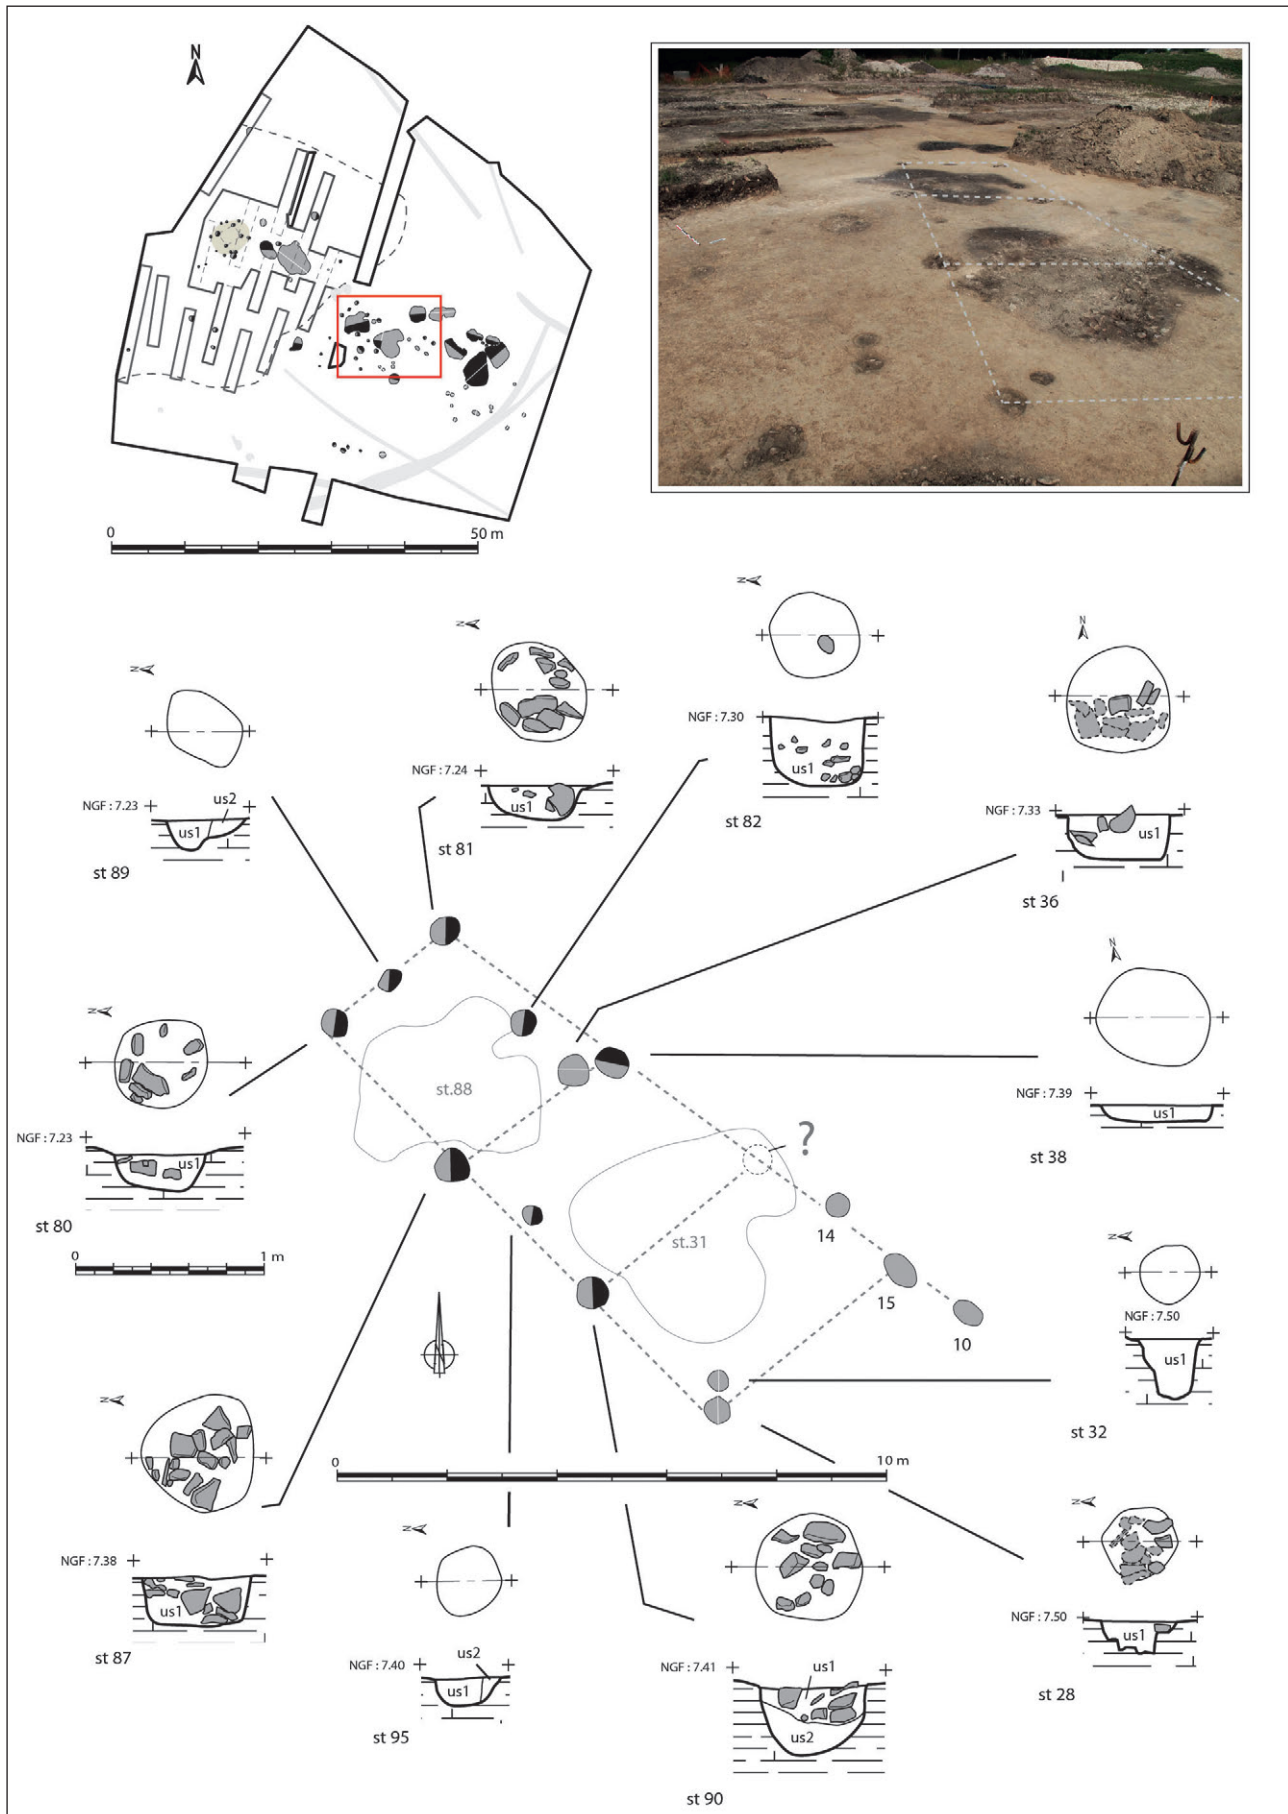 N
0 50 m
N
NGF : 7.30
us1
st 82
N
NGF : 7.24
us1
st 81
N
NGF : 7.33
us1
st 36
N
NGF : 7.23
us2
us1
st 89
N
NGF : 7.39
us1
st 38
N
NGF : 7.23
us1
st 80
0 1 m
st.88
?
st.31
14
15
10
N
NGF : 7.50
us1
st 32
N
0 10 m
N
NGF : 7.38
us1
st 87
N
NGF : 7.40
us2
us1
st 95
N
NGF : 7.41
us1
us2
st 90
N
NGF : 7.50
us1
st 28